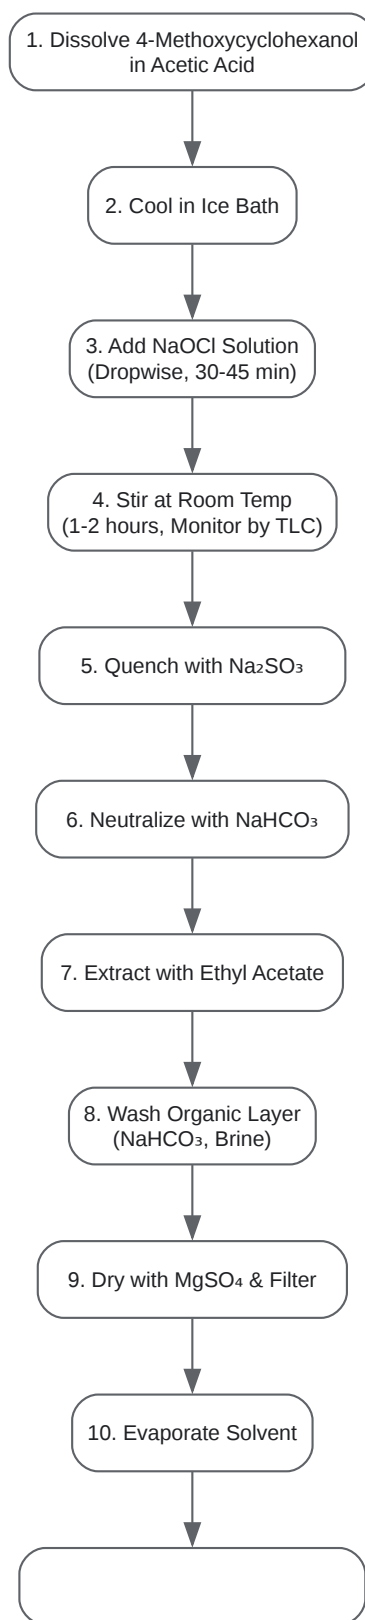 1. Dissolve 4-Methoxycyclohexanol
in Acetic Acid
2. Cool in Ice Bath
3. Add NaOCl Solution
(Dropwise, 30-45 min)
4. Stir at Room Temp
(1-2 hours, Monitor by TLC)
5. Quench with Na₂SO₃
6. Neutralize with NaHCO₃
7. Extract with Ethyl Acetate
8. Wash Organic Layer
(NaHCO₃, Brine)
9. Dry with MgSO₄ & Filter
10. Evaporate Solvent